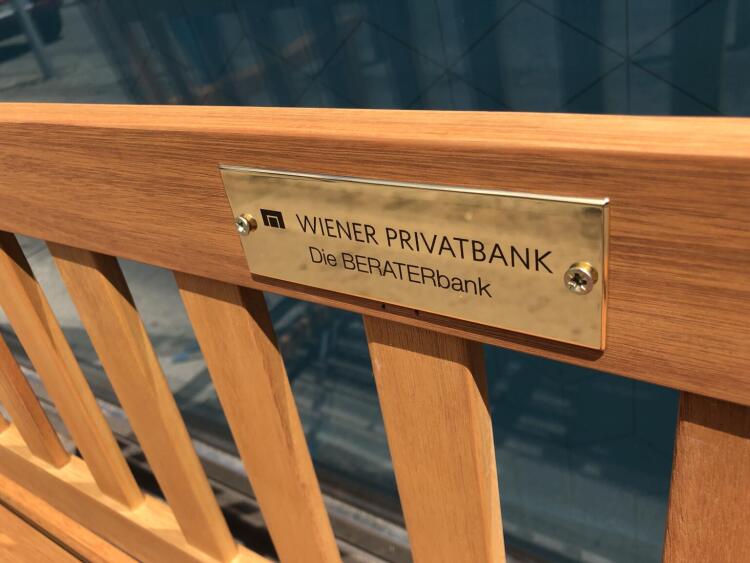 WIENER PRIVATBANK
Die BERATERbank